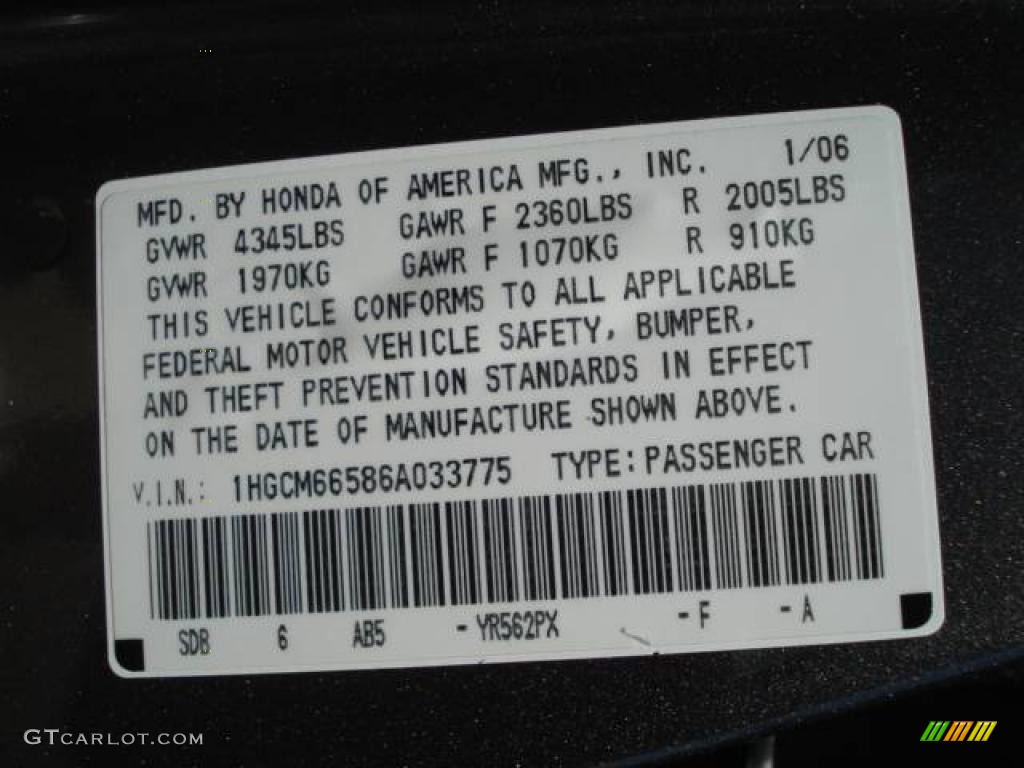 MFD. BY HONDA OF AMERICA MFG., INC. 1/06
GVWR 4345LBS GAWR F 2360LBS R 2005LBS
GVWR 1970KG GAWR F 1070KG R 910KG
THIS VEHICLE CONFORMS TO ALL APPLICABLE
FEDERAL MOTOR VEHICLE SAFETY, BUMPER,
AND THEFT PREVENTION STANDARDS IN EFFECT
ON THE DATE OF MANUFACTURE SHOWN ABOVE.
V.I.N.: 1HGCM66586A033775 TYPE:PASSENGER CAR
SDB 6 AB5 -YR562PX -F -A
GTCARLOT.COM